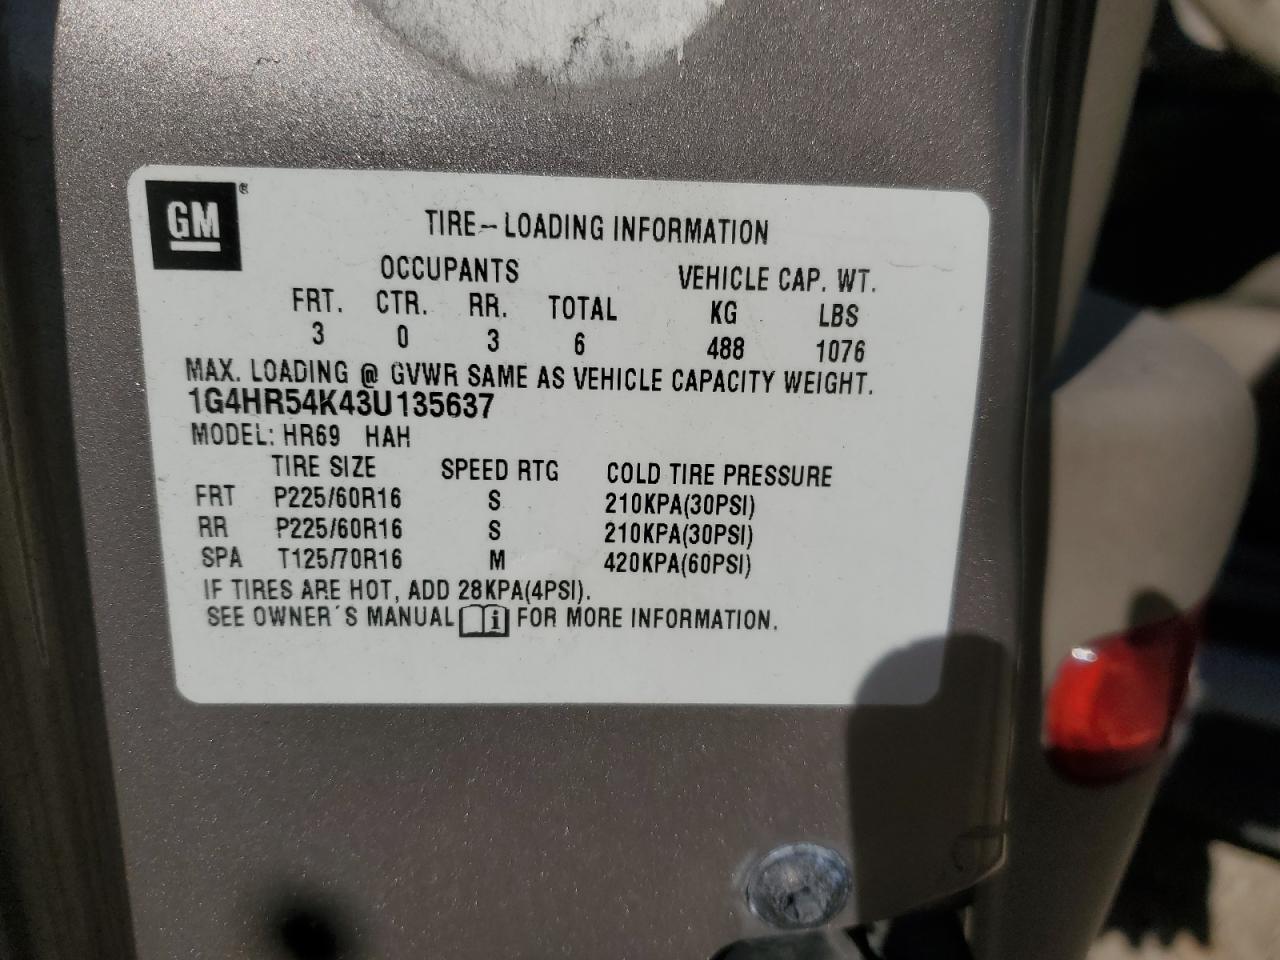 GM ®
TIRE-LOADING INFORMATION
OCCUPANTS VEHICLE CAP. WT.
FRT. CTR. RR. TOTAL KG LBS
3 0 3 6 488 1076
MAX. LOADING @ GVWR SAME AS VEHICLE CAPACITY WEIGHT.
1G4HR54K43U135637
MODEL: HR69 HAH
TIRE SIZE SPEED RTG COLD TIRE PRESSURE
FRT P225/60R16 S 210KPA(30PSI)
RR P225/60R16 S 210KPA(30PSI)
SPA T125/70R16 M 420KPA(60PSI)
IF TIRES ARE HOT, ADD 28KPA(4PSI).
SEE OWNER´S MANUAL i FOR MORE INFORMATION.